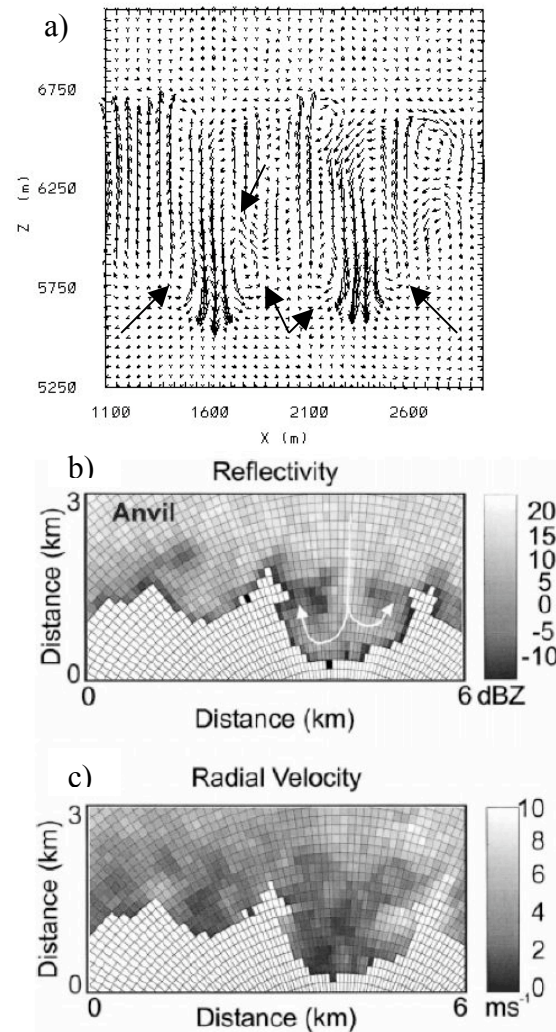 a)
6750
6250
5750
5250
Z (m)
1100 1600 2100 2600
X (m)
b)
Reflectivity
Anvil
3
0
Distance (km)
0 6
Distance (km)
20
15
10
5
0
-5
-10
dBZ
c)
Radial Velocity
3
0
Distance (km)
0 6
Distance (km)
10
8
6
4
2
0
ms-1